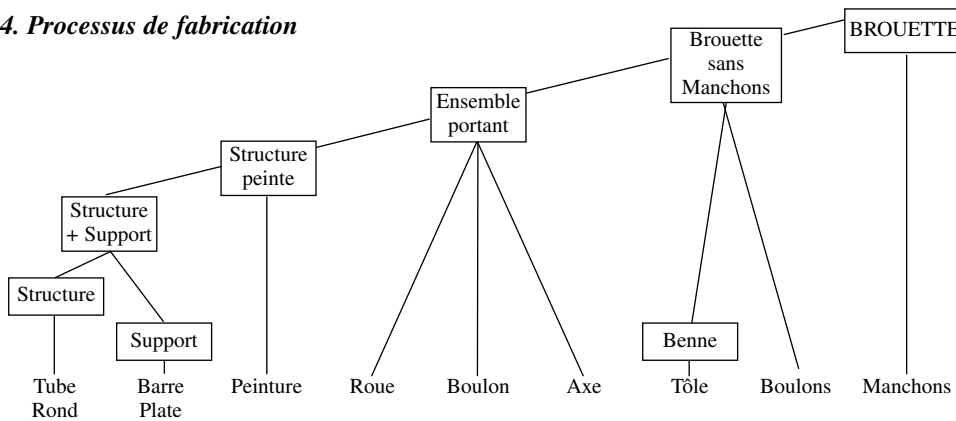 4. Processus de fabrication
BROUETTE
Brouette
sans
Manchons
Ensemble
portant
Structure
peinte
Structure
+ Support
Structure
Support
Benne
Tube
Rond
Barre
Plate
Peinture
Roue
Boulon
Axe
Tôle
Boulons
Manchons